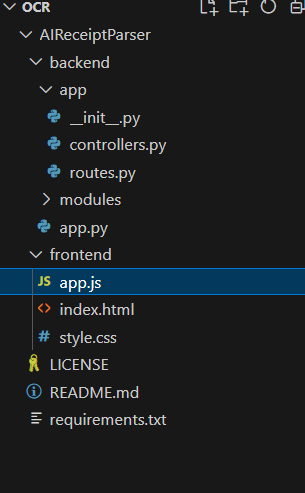 OCR
AIReceiptParser
backend
app
__init__.py
controllers.py
routes.py
modules
app.py
frontend
JS app.js
<> index.html
# style.css
LICENSE
README.md
requirements.txt